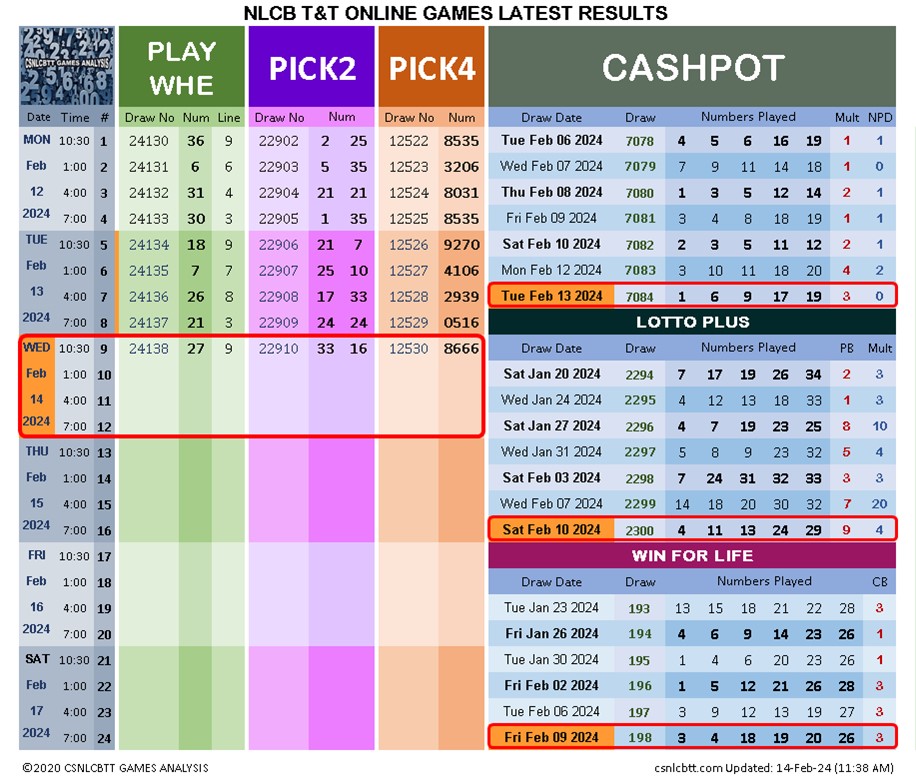 NLCB T&T ONLINE GAMES LATEST RESULTS
CSNLCBTT GAMES ANALYSIS
PLAY WHE
PICK2
PICK4
CASHPOT
Date Time # Draw No Num Line Draw No Num Draw No Num
MON 10:30 1 24130 36 9 22902 2 25 12522 8535
Feb 1:00 2 24131 6 6 22903 5 35 12523 3206
12 4:00 3 24132 31 4 22904 21 21 12524 8031
2024 7:00 4 24133 30 3 22905 1 35 12525 8535
TUE 10:30 5 24134 18 9 22906 21 7 12526 9270
Feb 1:00 6 24135 7 7 22907 25 10 12527 4106
13 4:00 7 24136 26 8 22908 17 33 12528 2939
2024 7:00 8 24137 21 3 22909 24 24 12529 0516
WED 10:30 9 24138 27 9 22910 33 16 12530 8666
Feb 1:00 10
14 4:00 11
2024 7:00 12
THU 10:30 13
Feb 1:00 14
15 4:00 15
2024 7:00 16
FRI 10:30 17
Feb 1:00 18
16 4:00 19
2024 7:00 20
SAT 10:30 21
Feb 1:00 22
17 4:00 23
2024 7:00 24
Draw Date Draw Numbers Played Mult NPD
Tue Feb 06 2024 7078 4 5 6 16 19 1 1
Wed Feb 07 2024 7079 7 9 11 14 18 1 0
Thu Feb 08 2024 7080 1 3 5 12 14 2 1
Fri Feb 09 2024 7081 3 4 8 18 19 1 1
Sat Feb 10 2024 7082 2 3 5 11 12 2 1
Mon Feb 12 2024 7083 3 10 11 18 20 4 2
Tue Feb 13 2024 7084 1 6 9 17 19 3 0
LOTTO PLUS
Draw Date Draw Numbers Played PB Mult
Sat Jan 20 2024 2294 7 17 19 26 34 2 3
Wed Jan 24 2024 2295 4 12 13 18 33 1 3
Sat Jan 27 2024 2296 4 7 19 23 25 8 10
Wed Jan 31 2024 2297 5 8 9 23 32 5 4
Sat Feb 03 2024 2298 7 24 31 32 33 3 3
Wed Feb 07 2024 2299 14 18 20 30 32 7 20
Sat Feb 10 2024 2300 4 11 13 24 29 9 4
WIN FOR LIFE
Draw Date Draw Numbers Played CB
Tue Jan 23 2024 193 13 15 18 21 22 28 3
Fri Jan 26 2024 194 4 6 9 14 23 26 1
Tue Jan 30 2024 195 1 4 6 20 23 26 1
Fri Feb 02 2024 196 1 5 12 21 26 28 3
Tue Feb 06 2024 197 3 9 12 13 19 27 3
Fri Feb 09 2024 198 3 4 18 19 20 26 3
©2020 CSNLCBTT GAMES ANALYSIS
csnlcbtt.com Updated: 14-Feb-24 (11:38 AM)